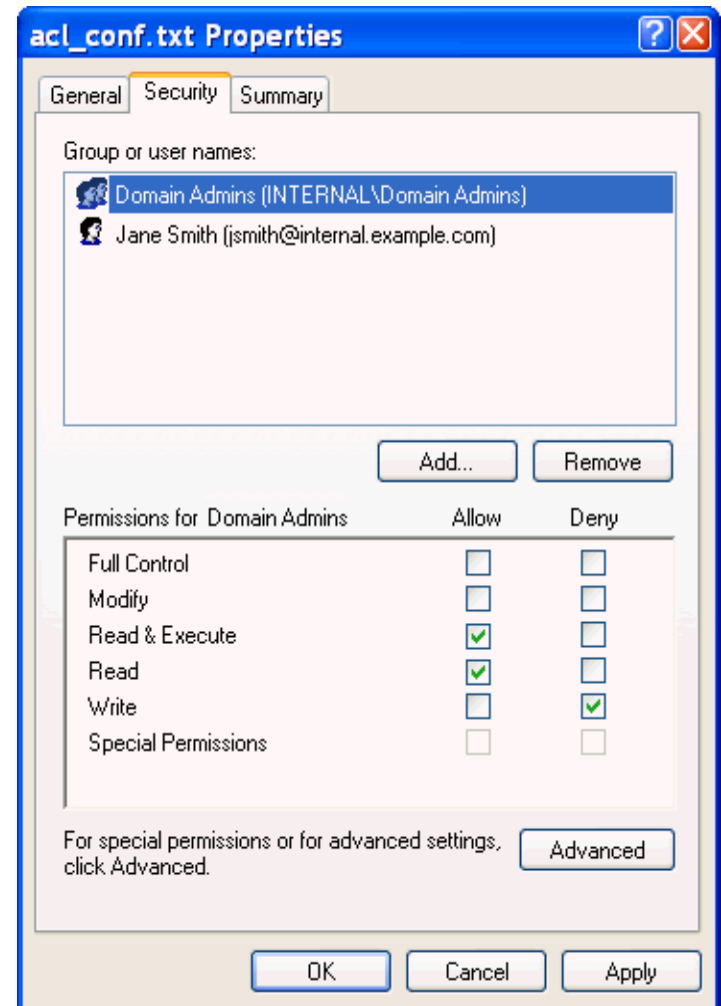 acl_conf.txt Properties
General Security Summary
Group or user names:
Domain Admins (INTERNAL\Domain Admins)
Jane Smith (jsmith@internal.example.com)
Add... Remove
Permissions for Domain Admins Allow Deny
Full Control
Modify
Read & Execute
Read
Write
Special Permissions
For special permissions or for advanced settings,
click Advanced.
Advanced
OK Cancel Apply